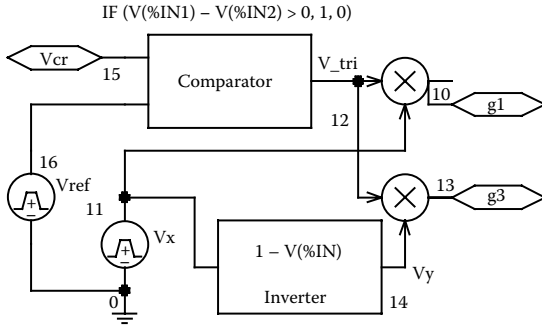 IF (V(%IN1) – V(%IN2) > 0, 1, 0)
Vcr
15
Comparator
V_tri
12
10
g1
16
Vref
11
Vx
13
g3
1 – V(%IN)
Inverter
Vy
14
0